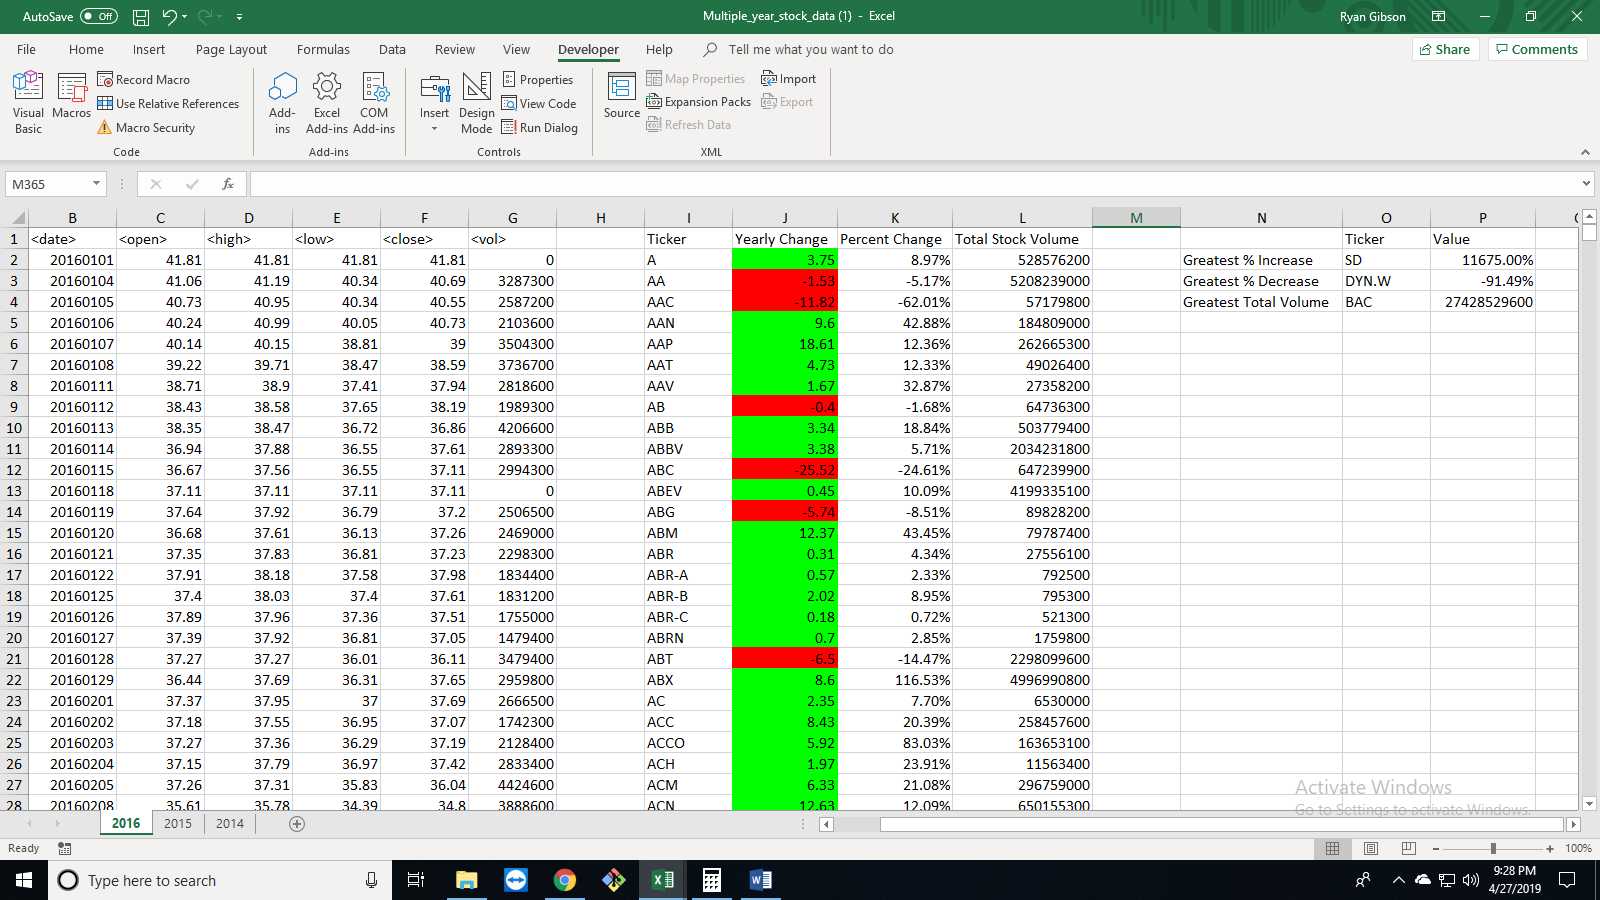 AutoSave Off Multiple_year_stock_data (1) - Excel Ryan Gibson
File Home Insert Page Layout Formulas Data Review View Developer Help Tell me what you want to do Share Comments
Visual Basic
Macros
Record Macro
Use Relative References
Macro Security
Code
Add-ins
Excel Add-ins
COM Add-ins
Add-ins
Insert
Design Mode
Properties
View Code
Run Dialog
Controls
Source
Map Properties
Expansion Packs
Refresh Data
Import
Export
XML
M365 fx
B C D E F G H I J K L M N O P
1 <date> <open> <high> <low> <close> <vol> Ticker Yearly Change Percent Change Total Stock Volume Ticker Value
2 20160101 41.81 41.81 41.81 41.81 0 A 3.75 8.97% 528576200 Greatest % Increase SD 11675.00%
3 20160104 41.06 41.19 40.34 40.69 3287300 AA -1.53 -5.17% 5208239000 Greatest % Decrease DYN.W -91.49%
4 20160105 40.73 40.95 40.34 40.55 2587200 AAC -11.82 -62.01% 57179800 Greatest Total Volume BAC 27428529600
5 20160106 40.24 40.99 40.05 40.73 2103600 AAN 9.6 42.88% 184809000
6 20160107 40.14 40.15 38.81 39 3504300 AAP 18.61 12.36% 262665300
7 20160108 39.22 39.71 38.47 38.59 3736700 AAT 4.73 12.33% 49026400
8 20160111 38.71 38.9 37.41 37.94 2818600 AAV 1.67 32.87% 27358200
9 20160112 38.43 38.58 37.65 38.19 1989300 AB -0.4 -1.68% 64736300
10 20160113 38.35 38.47 36.72 36.86 4206600 ABB 3.34 18.84% 503779400
11 20160114 36.94 37.88 36.55 37.61 2893300 ABBV 3.38 5.71% 2034231800
12 20160115 36.67 37.56 36.55 37.11 2994300 ABC -25.52 -24.61% 647239900
13 20160118 37.11 37.11 37.11 37.11 0 ABEV 0.45 10.09% 4199335100
14 20160119 37.64 37.92 36.79 37.2 2506500 ABG -5.74 -8.51% 89828200
15 20160120 36.68 37.61 36.13 37.26 2469000 ABM 12.37 43.45% 79787400
16 20160121 37.35 37.83 36.81 37.23 2298300 ABR 0.31 4.34% 27556100
17 20160122 37.91 38.18 37.58 37.98 1834400 ABR-A 0.57 2.33% 792500
18 20160125 37.4 38.03 37.4 37.61 1831200 ABR-B 2.02 8.95% 795300
19 20160126 37.89 37.96 37.36 37.51 1755000 ABR-C 0.18 0.72% 521300
20 20160127 37.39 37.92 36.81 37.05 1479400 ABRN 0.7 2.85% 1759800
21 20160128 37.27 37.27 36.01 36.11 3479400 ABT -6.5 -14.47% 2298099600
22 20160129 36.44 37.69 36.31 37.65 2959800 ABX 8.6 116.53% 4996990800
23 20160201 37.37 37.95 37 37.69 2666500 AC 2.35 7.70% 6530000
24 20160202 37.18 37.55 36.95 37.07 1742300 ACC 8.43 20.39% 258457600
25 20160203 37.27 37.36 36.29 37.19 2128400 ACCO 5.92 83.03% 163653100
26 20160204 37.15 37.79 36.97 37.42 2833400 ACH 1.97 23.91% 11563400
27 20160205 37.26 37.31 35.83 36.04 4424600 ACM 6.33 21.08% 296759000
28 20160208 35.61 35.78 34.39 34.8 3888600 ACN 12.63 12.09% 650155300
Activate Windows
Go to Settings to activate Windows.
2016 2015 2014
Ready 100%
Type here to search
9:28 PM
4/27/2019